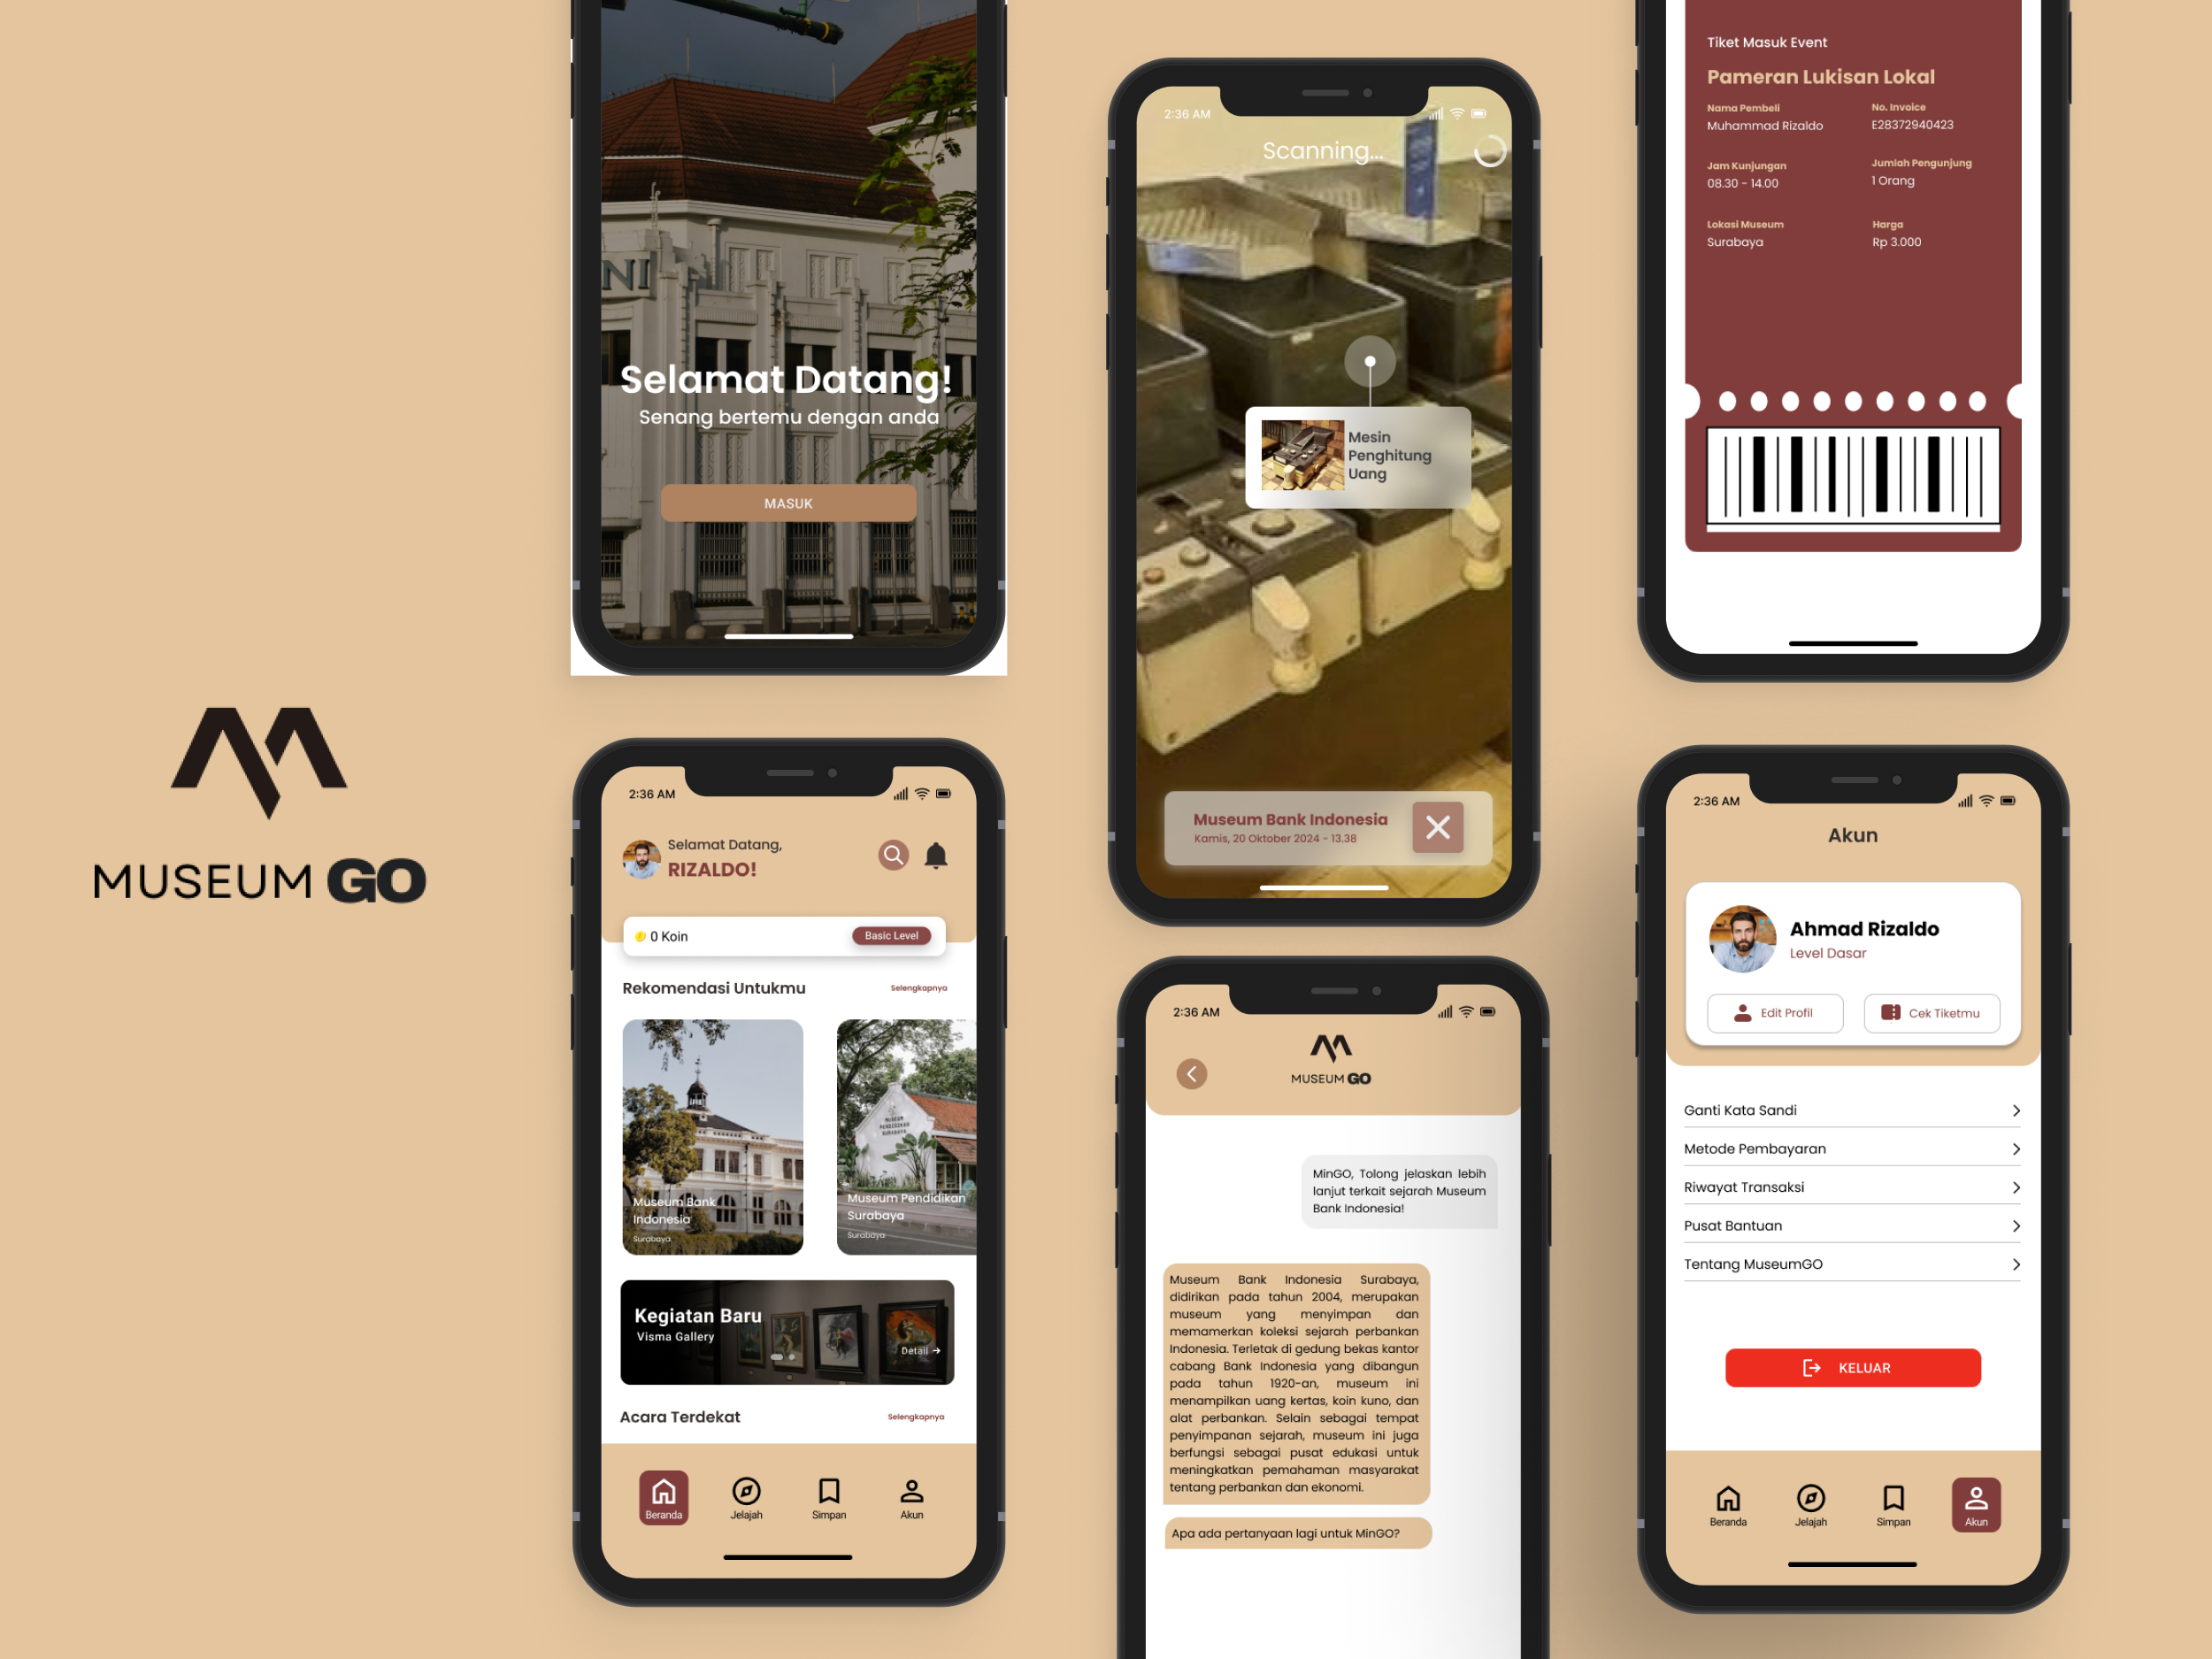 MUSEUM GO
NI
Selamat Datang!
Senang bertemu dengan anda
MASUK
2:36 AM
Selamat Datang,
RIZALDO!
0 Koin
Basic Level
Rekomendasi Untukmu
Selengkapnya
Museum Bank
Indonesia
Surabaya
MUSEUM
PENDIDIKAN
SURABAYA
Museum Pendidikan
Surabaya
Surabaya
Kegiatan Baru
Visma Gallery
Detail →
Acara Terdekat
Selengkapnya
Beranda
Jelajah
Simpan
Akun
2:36 AM
Scanning...
Mesin
Penghitung
Uang
Museum Bank Indonesia
Kamis, 20 Oktober 2024 - 13.38
2:36 AM
MUSEUM GO
MinGO, Tolong jelaskan lebih
lanjut terkait sejarah Museum
Bank Indonesia!
Museum Bank Indonesia Surabaya,
didirikan pada tahun 2004, merupakan
museum yang menyimpan dan
memamerkan koleksi sejarah perbankan
Indonesia. Terletak di gedung bekas kantor
cabang Bank Indonesia yang dibangun
pada tahun 1920-an, museum ini
menampilkan uang kertas, koin kuno, dan
alat perbankan. Selain sebagai tempat
penyimpanan sejarah, museum ini juga
berfungsi sebagai pusat edukasi untuk
meningkatkan pemahaman masyarakat
tentang perbankan dan ekonomi.
Apa ada pertanyaan lagi untuk MinGO?
Tiket Masuk Event
Pameran Lukisan Lokal
Nama Pembeli
Muhammad Rizaldo
No. Invoice
E28372940423
Jam Kunjungan
08.30 - 14.00
Jumlah Pengunjung
1 Orang
Lokasi Museum
Surabaya
Harga
Rp 3.000
2:36 AM
Akun
Ahmad Rizaldo
Level Dasar
Edit Profil
Cek Tiketmu
Ganti Kata Sandi
Metode Pembayaran
Riwayat Transaksi
Pusat Bantuan
Tentang MuseumGO
KELUAR
Beranda
Jelajah
Simpan
Akun